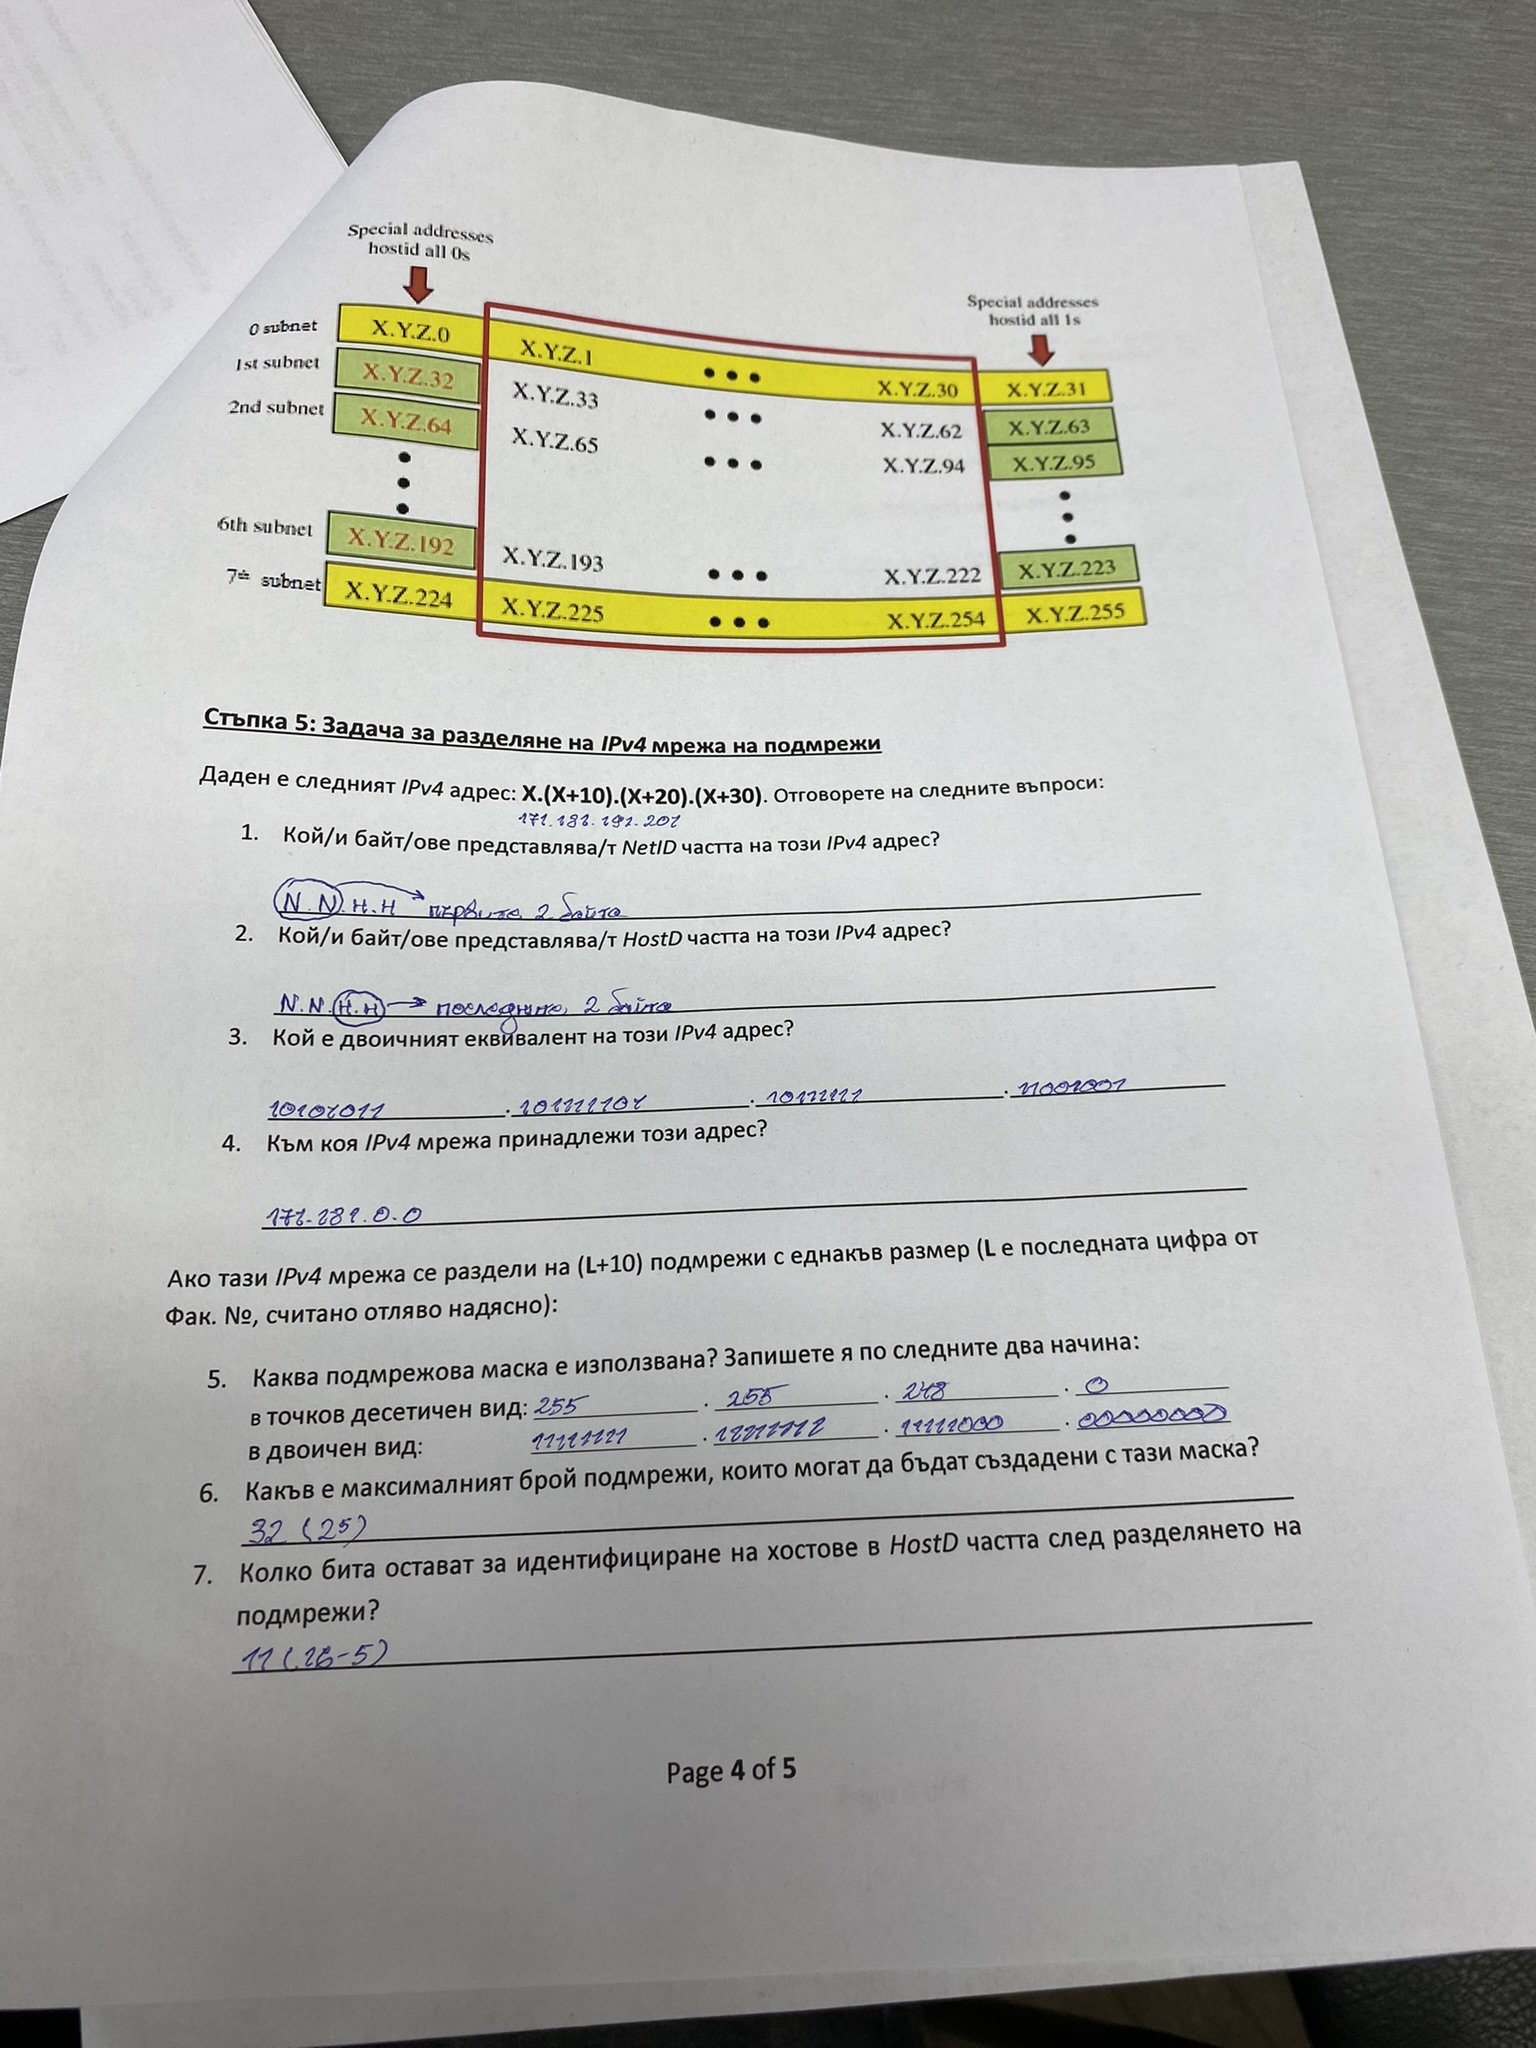 Special addresses
hostid all 0s
Special addresses
hostid all 1s
0 subnet X.Y.Z.0 X.Y.Z.1 ••• X.Y.Z.30 X.Y.Z.31
1st subnet X.Y.Z.32 X.Y.Z.33 ••• X.Y.Z.62 X.Y.Z.63
2nd subnet X.Y.Z.64 X.Y.Z.65 ••• X.Y.Z.94 X.Y.Z.95
6th subnet X.Y.Z.192 X.Y.Z.193 ••• X.Y.Z.222 X.Y.Z.223
7th subnet X.Y.Z.224 X.Y.Z.225 ••• X.Y.Z.254 X.Y.Z.255
Стъпка 5: Задача за разделяне на IPv4 мрежа на подмрежи
Даден е следният IPv4 адрес: X.(X+10).(X+20).(X+30). Отговорете на следните въпроси:
171.181.191.201
1. Кой/и байт/ове представлява/т NetID частта на този IPv4 адрес?
N.N.H.H първите 2 байта
2. Кой/и байт/ове представлява/т HostD частта на този IPv4 адрес?
N.N.H.H → последните 2 байта
3. Кой е двоичният еквивалент на този IPv4 адрес?
10101011 . 101111101 . 10111111 . 11001001
4. Към коя IPv4 мрежа принадлежи този адрес?
171.181.0.0
Ако тази IPv4 мрежа се раздели на (L+10) подмрежи с еднакъв размер (L е последната цифра от
Фак. №, считано отляво надясно):
5. Каква подмрежова маска е използвана? Запишете я по следните два начина:
в точков десетичен вид: 255 . 255 . 248 . 0
в двоичен вид: 11111111 . 11111111 . 11111000 . 00000000
6. Какъв е максималният брой подмрежи, които могат да бъдат създадени с тази маска?
32 (2⁵)
7. Колко бита остават за идентифициране на хостове в HostD частта след разделянето на
подмрежи?
11 (16-5)
Page 4 of 5